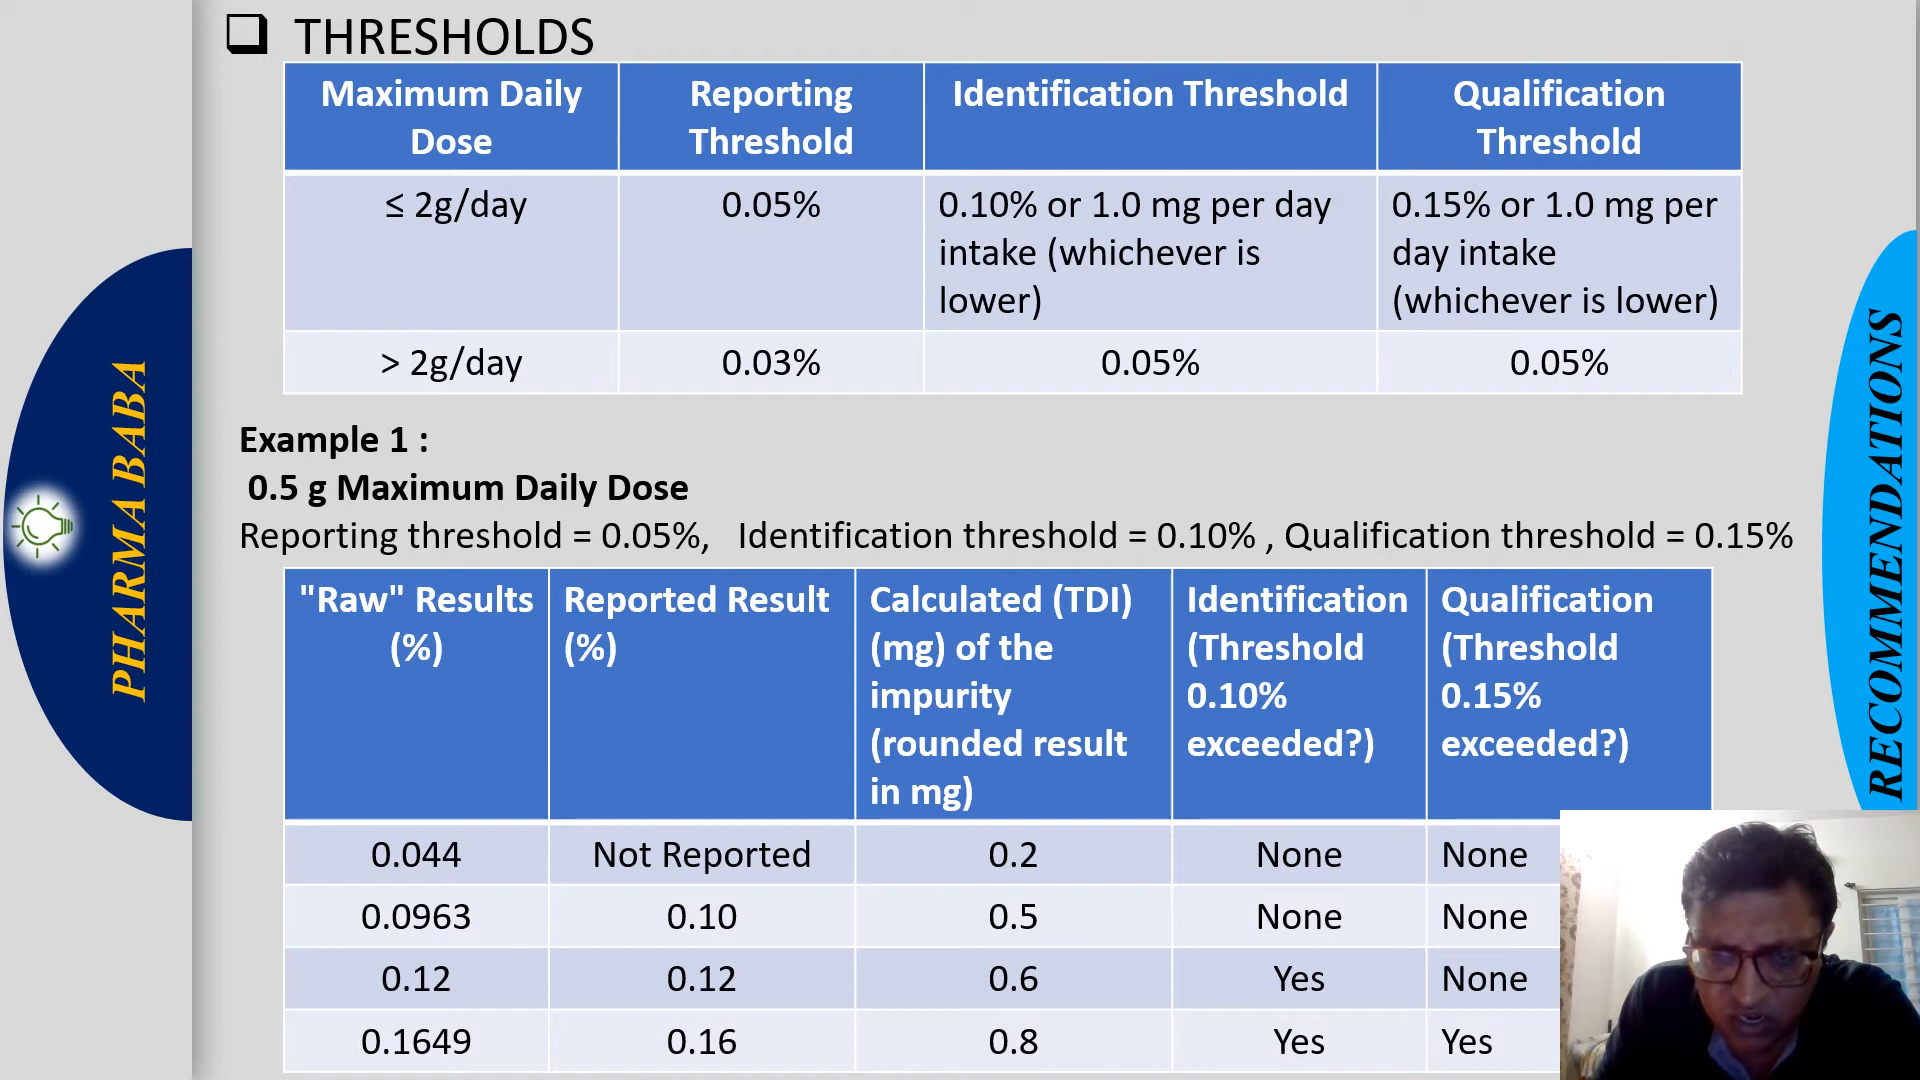 THRESHOLDS
Maximum Daily
Dose
Reporting
Threshold
Identification Threshold
Qualification
Threshold
≤ 2g/day
0.05%
0.10% or 1.0 mg per day
intake (whichever is
lower)
0.15% or 1.0 mg per
day intake
(whichever is lower)
> 2g/day
0.03%
0.05%
0.05%
Example 1 :
0.5 g Maximum Daily Dose
Reporting threshold = 0.05%, Identification threshold = 0.10% , Qualification threshold = 0.15%
"Raw" Results
(%)
Reported Result
(%)
Calculated (TDI)
(mg) of the
impurity
(rounded result
in mg)
Identification
(Threshold
0.10%
exceeded?)
Qualification
(Threshold
0.15%
exceeded?)
0.044
Not Reported
0.2
None
None
0.0963
0.10
0.5
None
None
0.12
0.12
0.6
Yes
None
0.1649
0.16
0.8
Yes
Yes
PHARMA BABA
RECOMMENDATIONS